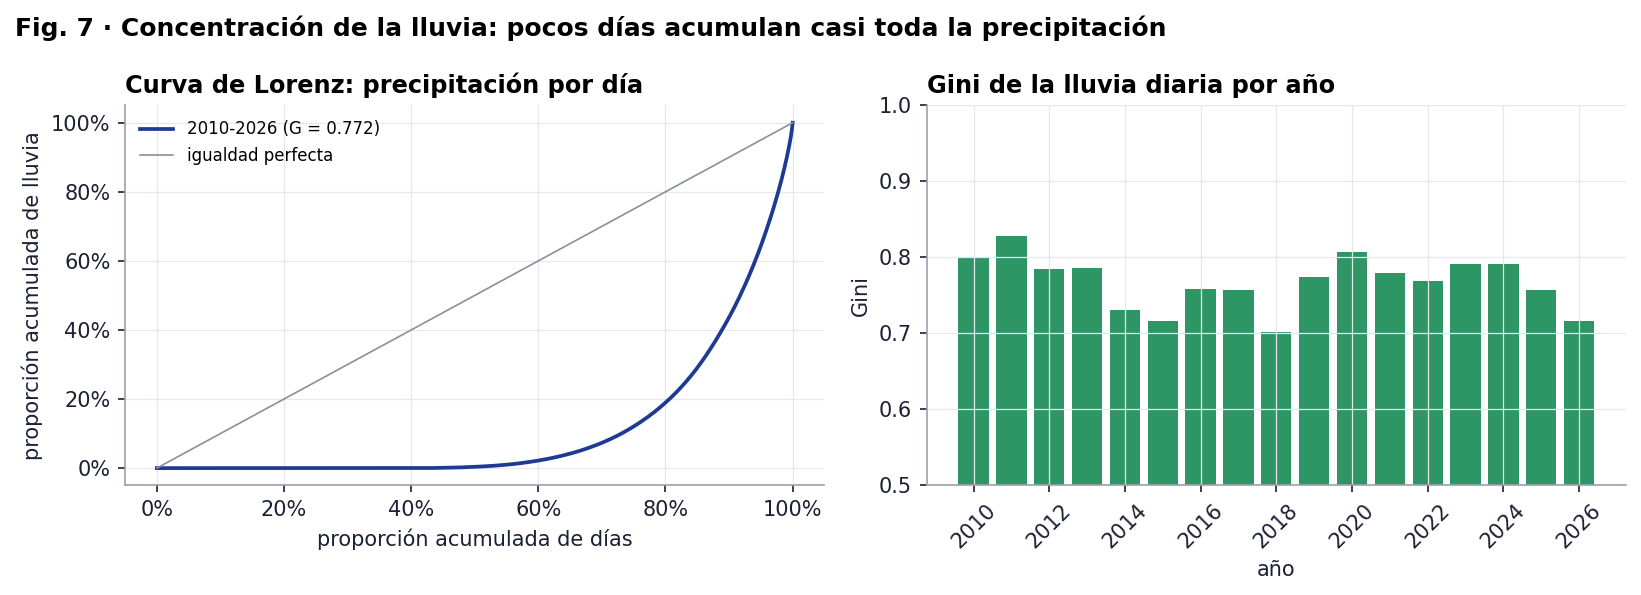 Fig. 7 · Concentración de la lluvia: pocos días acumulan casi toda la precipitación
Curva de Lorenz: precipitación por día
2010-2026 (G = 0.772)
igualdad perfecta
proporción acumulada de lluvia
100%
80%
60%
40%
20%
0%
0% 20% 40% 60% 80% 100%
proporción acumulada de días
Gini de la lluvia diaria por año
Gini
1.0
0.9
0.8
0.7
0.6
0.5
2010 2012 2014 2016 2018 2020 2022 2024 2026
año